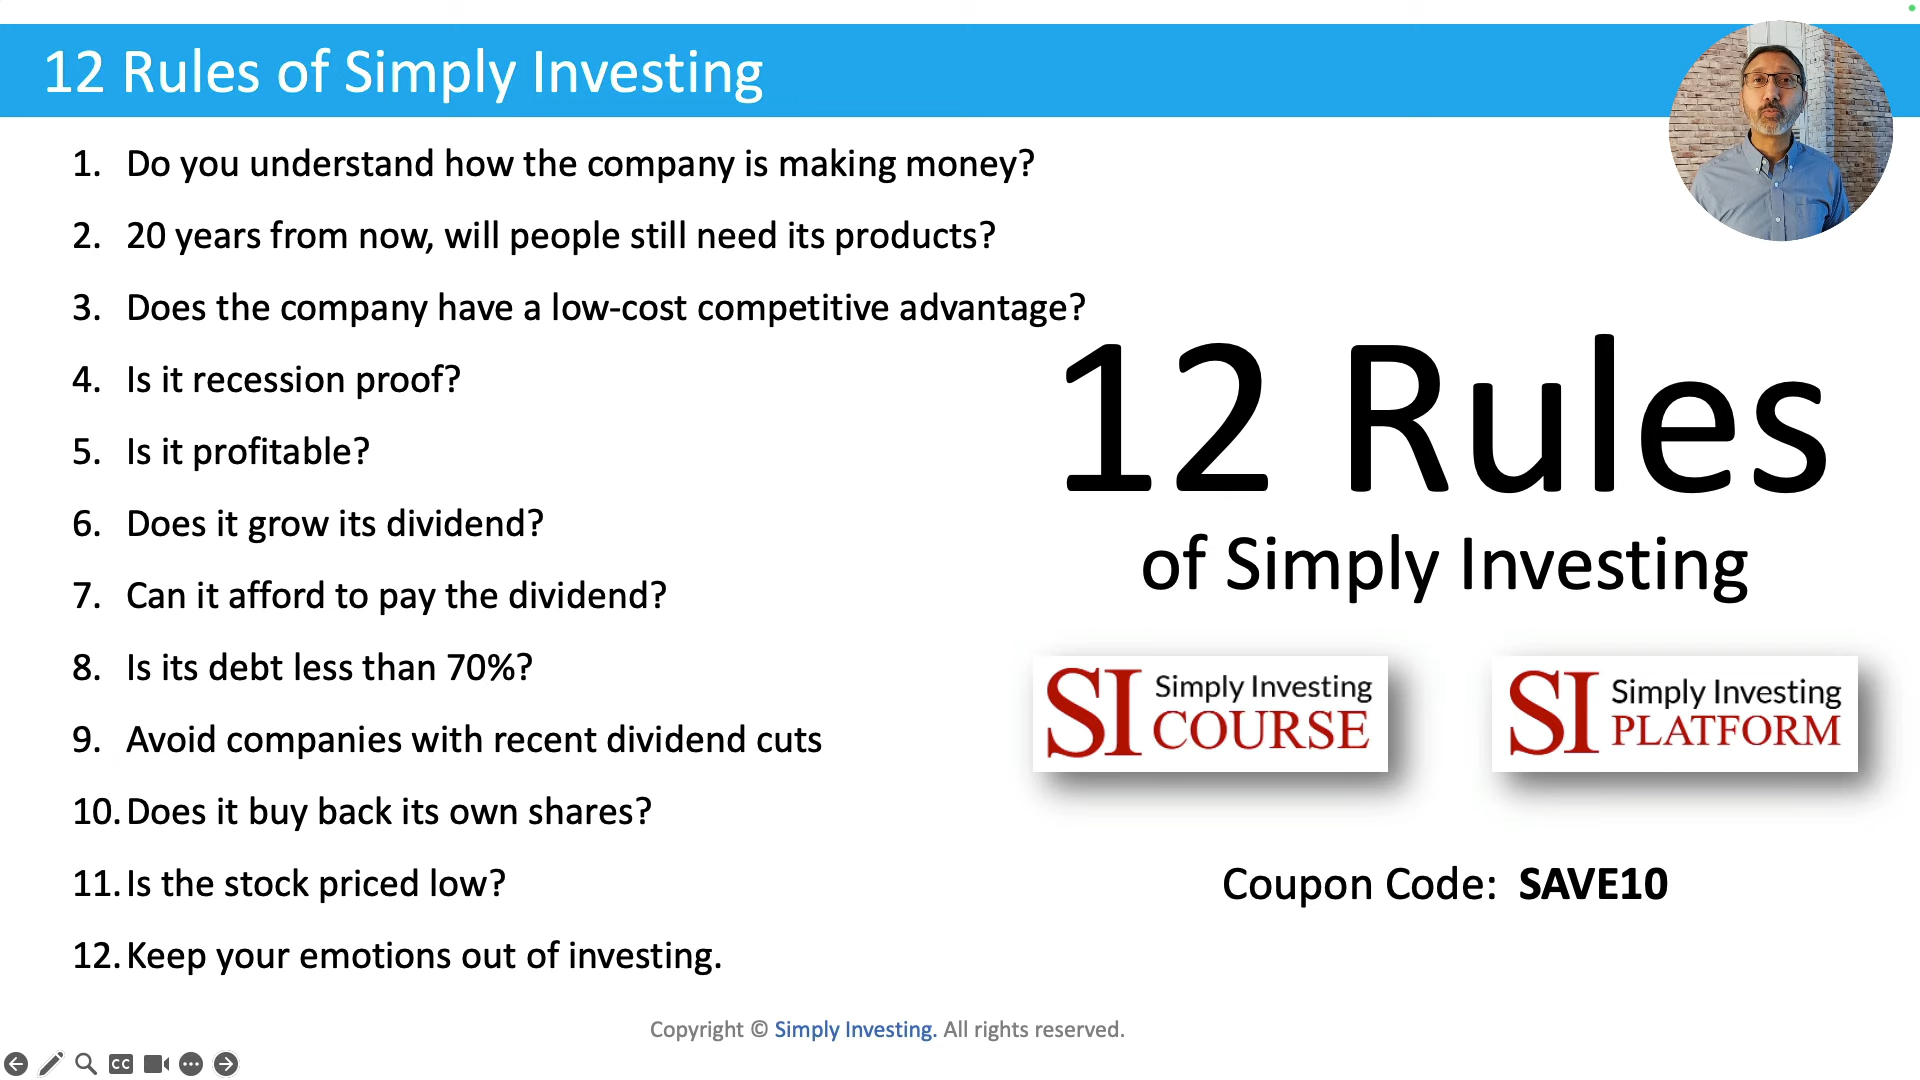 12 Rules of Simply Investing
1. Do you understand how the company is making money?
2. 20 years from now, will people still need its products?
3. Does the company have a low-cost competitive advantage?
4. Is it recession proof?
5. Is it profitable?
6. Does it grow its dividend?
7. Can it afford to pay the dividend?
8. Is its debt less than 70%?
9. Avoid companies with recent dividend cuts
10. Does it buy back its own shares?
11. Is the stock priced low?
12. Keep your emotions out of investing.
12 Rules
of Simply Investing
SI Simply Investing
COURSE
SI Simply Investing
PLATFORM
Coupon Code: SAVE10
Copyright © Simply Investing. All rights reserved.
CC